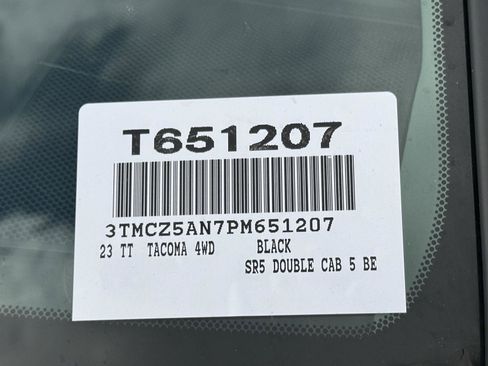 T651207
3TMCZ5AN7PM651207
23 TT TACOMA 4WD BLACK
SR5 DOUBLE CAB 5 BE